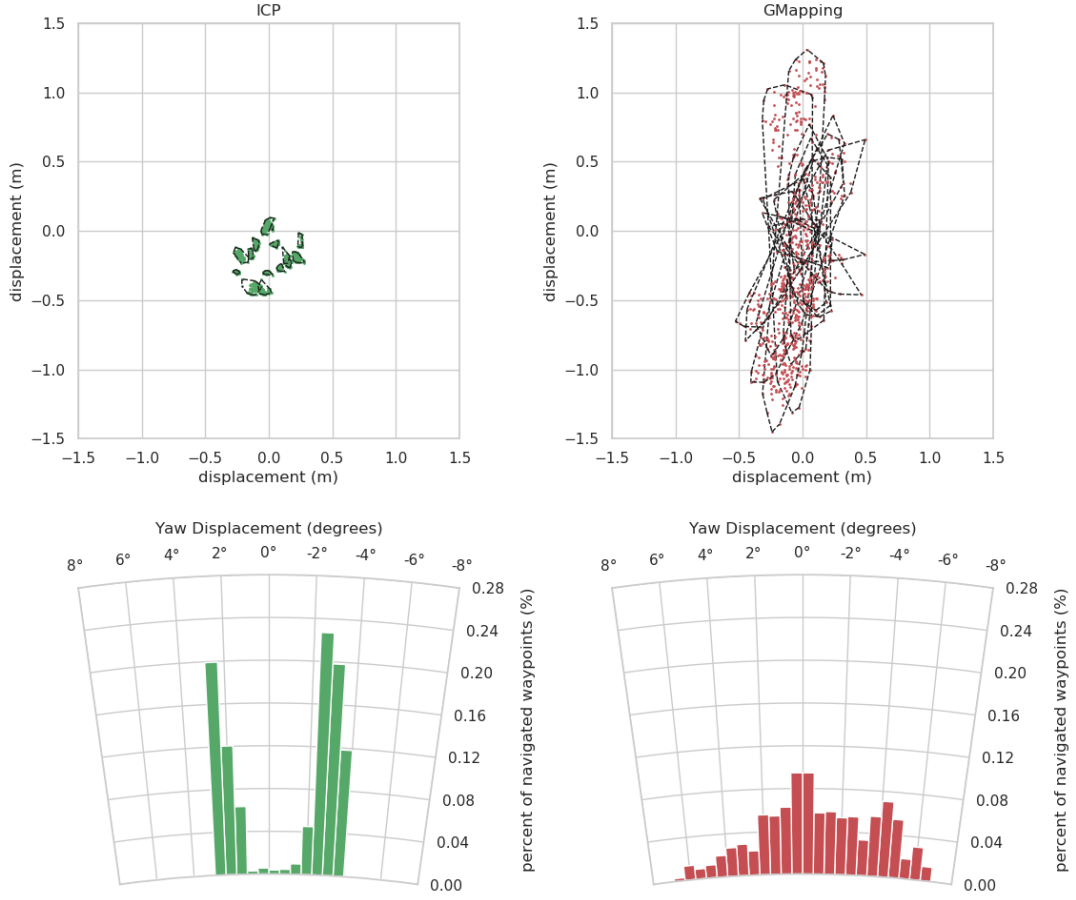 ICP
1.5
1.0
0.5
0.0
−0.5
−1.0
−1.5
displacement (m)
−1.5 −1.0 −0.5 0.0 0.5 1.0 1.5
displacement (m)
GMapping
1.5
1.0
0.5
0.0
−0.5
−1.0
−1.5
displacement (m)
−1.5 −1.0 −0.5 0.0 0.5 1.0 1.5
displacement (m)
Yaw Displacement (degrees)
8° 6° 4° 2° 0° -2° -4° -6° -8°
0.28
0.24
0.20
0.16
0.12
0.08
0.04
0.00
percent of navigated waypoints (%)
Yaw Displacement (degrees)
8° 6° 4° 2° 0° -2° -4° -6° -8°
0.28
0.24
0.20
0.16
0.12
0.08
0.04
0.00
percent of navigated waypoints (%)